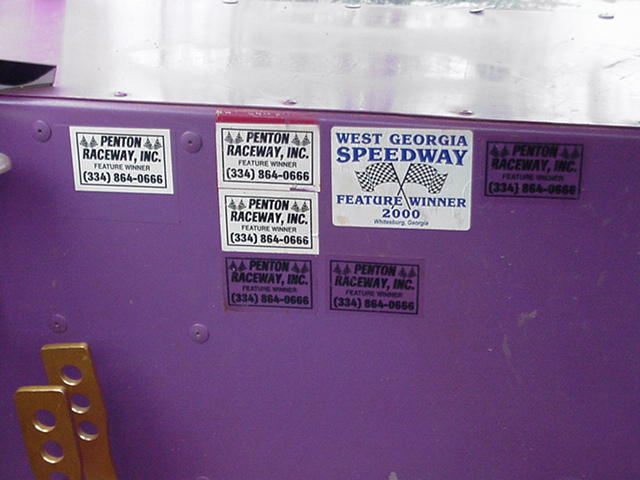 PENTON
RACEWAY, INC.
FEATURE WINNER
(334) 864-0666
PENTON
RACEWAY, INC.
FEATURE WINNER
(334) 864-0666
WEST GEORGIA
SPEEDWAY
FEATURE WINNER
2000
Whitesburg, Georgia
PENTON
RACEWAY, INC.
FEATURE WINNER
(334) 864-0666
PENTON
RACEWAY, INC.
FEATURE WINNER
(334) 864-0666
PENTON
RACEWAY, INC.
FEATURE WINNER
(334) 864-0666
PENTON
RACEWAY, INC.
FEATURE WINNER
(334) 864-0666